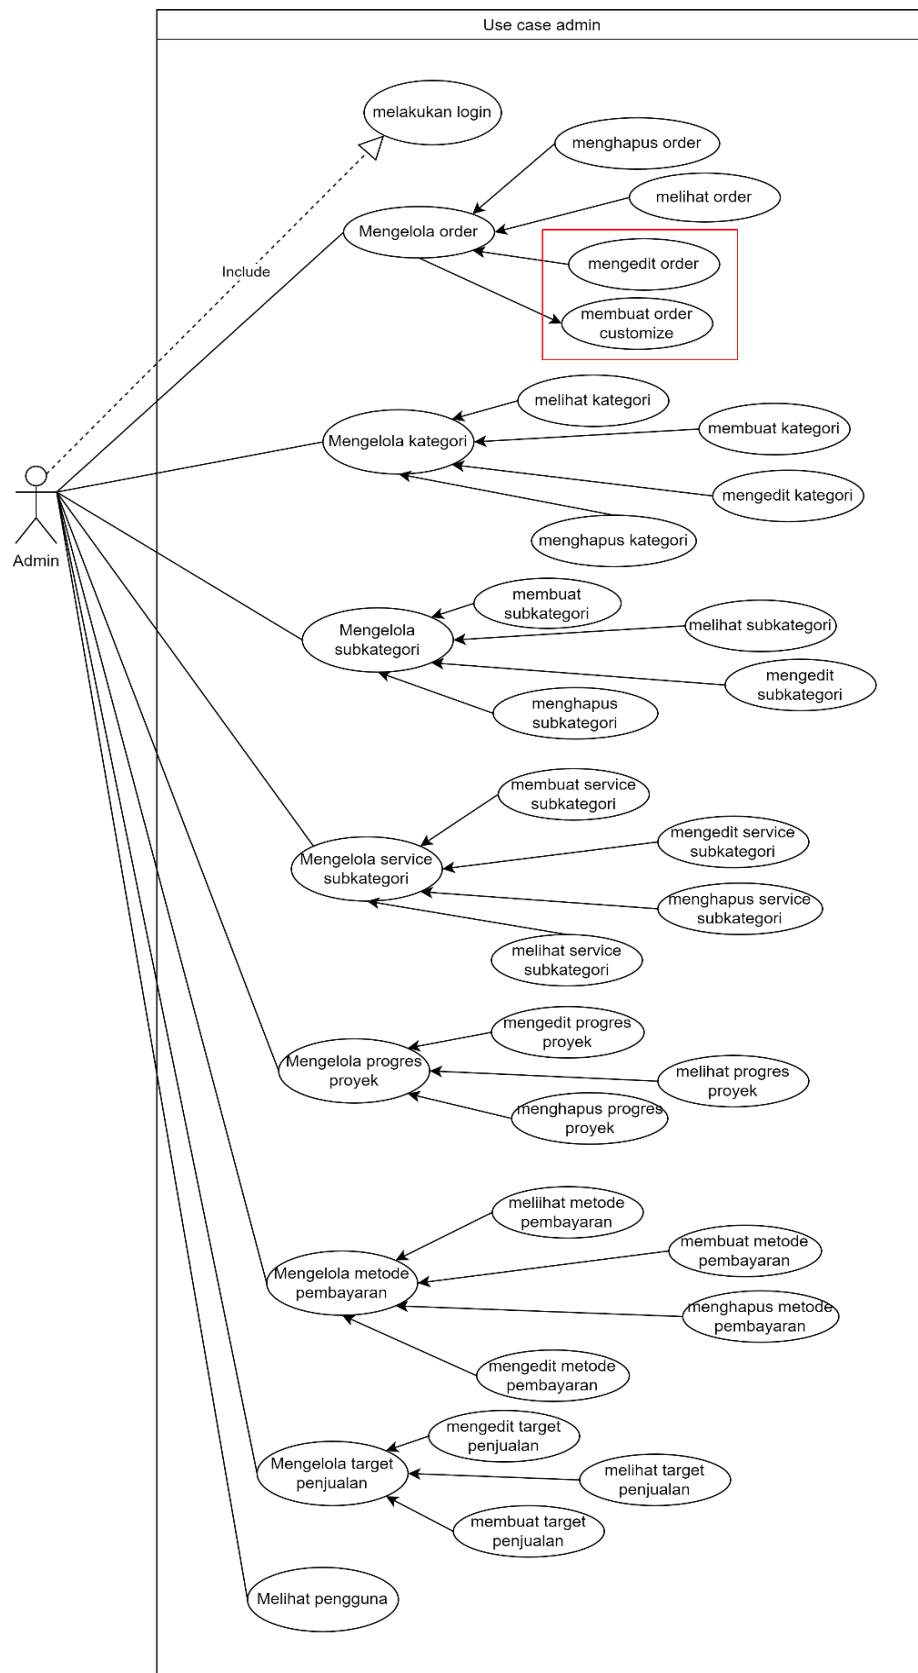 Use case admin
melakukan login
menghapus order
melihat order
Mengelola order
mengedit order
Include
membuat order
customize
melihat kategori
membuat kategori
Mengelola kategori
mengedit kategori
menghapus kategori
Admin
membuat
subkategori
melihat subkategori
Mengelola
subkategori
mengedit
subkategori
menghapus
subkategori
membuat service
subkategori
mengedit service
subkategori
Mengelola service
subkategori
menghapus service
subkategori
melihat service
subkategori
mengedit progres
proyek
Mengelola progres
proyek
melihat progres
proyek
menghapus progres
proyek
meliihat metode
pembayaran
membuat metode
pembayaran
Mengelola metode
pembayaran
menghapus metode
pembayaran
mengedit metode
pembayaran
mengedit target
penjualan
Mengelola target
penjualan
melihat target
penjualan
membuat target
penjualan
Melihat pengguna